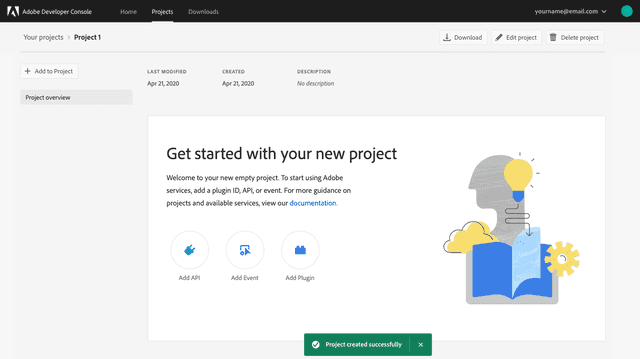 Adobe Developer Console Home Projects Downloads yourname@email.com
Your projects > Project 1 Download Edit project Delete project
+ Add to Project
Project overview
LAST MODIFIED CREATED DESCRIPTION
Apr 21, 2020 Apr 21, 2020 No description
Get started with your new project
Welcome to your new empty project. To start using Adobe
services, add a plugin ID, API, or event. For more guidance on
projects and available services, view our documentation.
Add API Add Event Add Plugin
Project created successfully ×